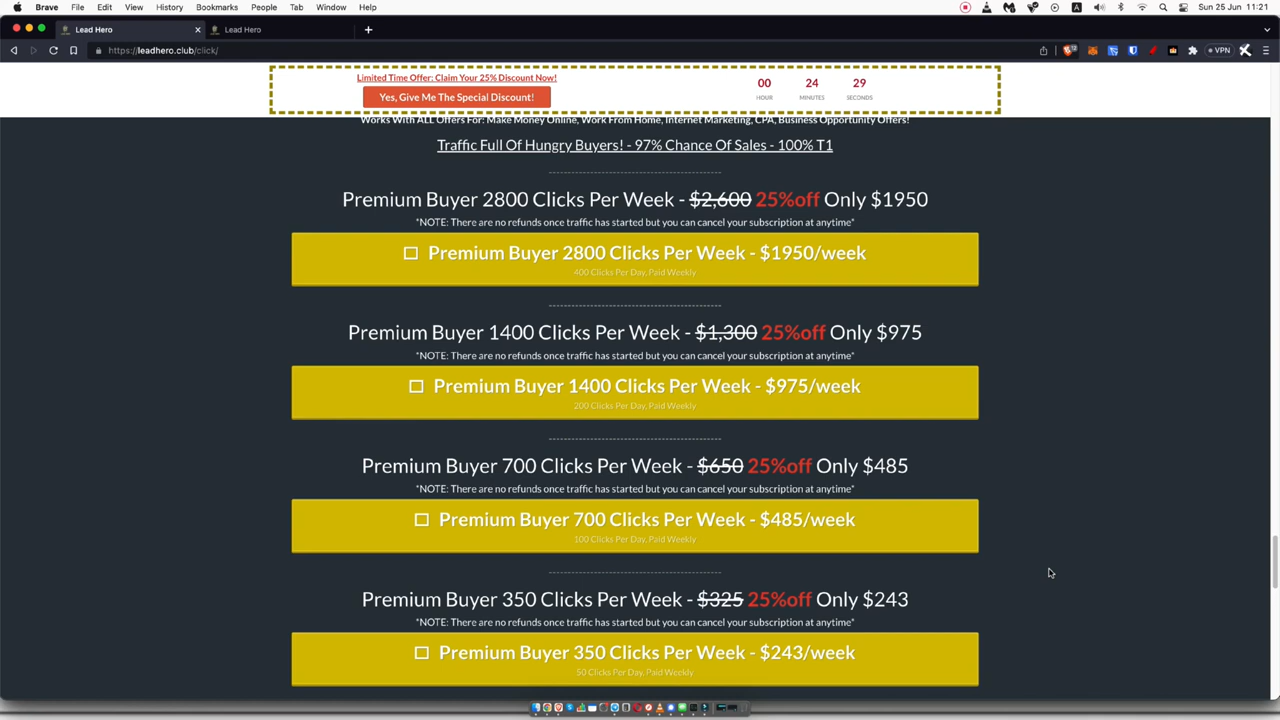 Brave File Edit View History Bookmarks People Tab Window Help
Sun 25 Jun 11:21
Lead Hero
Lead Hero
https://leadhero.club/click/
VPN
Limited Time Offer: Claim Your 25% Discount Now!
Yes, Give Me The Special Discount!
00 24 29
HOUR MINUTES SECONDS
Works With ALL Offers For: Make Money Online, Work From Home, Internet Marketing, CPA, Business Opportunity Offers!
Traffic Full Of Hungry Buyers! - 97% Chance Of Sales - 100% T1
Premium Buyer 2800 Clicks Per Week - $2,600 25%off Only $1950
*NOTE: There are no refunds once traffic has started but you can cancel your subscription at anytime*
Premium Buyer 2800 Clicks Per Week - $1950/week
400 Clicks Per Day, Paid Weekly
Premium Buyer 1400 Clicks Per Week - $1,300 25%off Only $975
*NOTE: There are no refunds once traffic has started but you can cancel your subscription at anytime*
Premium Buyer 1400 Clicks Per Week - $975/week
200 Clicks Per Day, Paid Weekly
Premium Buyer 700 Clicks Per Week - $650 25%off Only $485
*NOTE: There are no refunds once traffic has started but you can cancel your subscription at anytime*
Premium Buyer 700 Clicks Per Week - $485/week
100 Clicks Per Day, Paid Weekly
Premium Buyer 350 Clicks Per Week - $325 25%off Only $243
*NOTE: There are no refunds once traffic has started but you can cancel your subscription at anytime*
Premium Buyer 350 Clicks Per Week - $243/week
50 Clicks Per Day, Paid Weekly